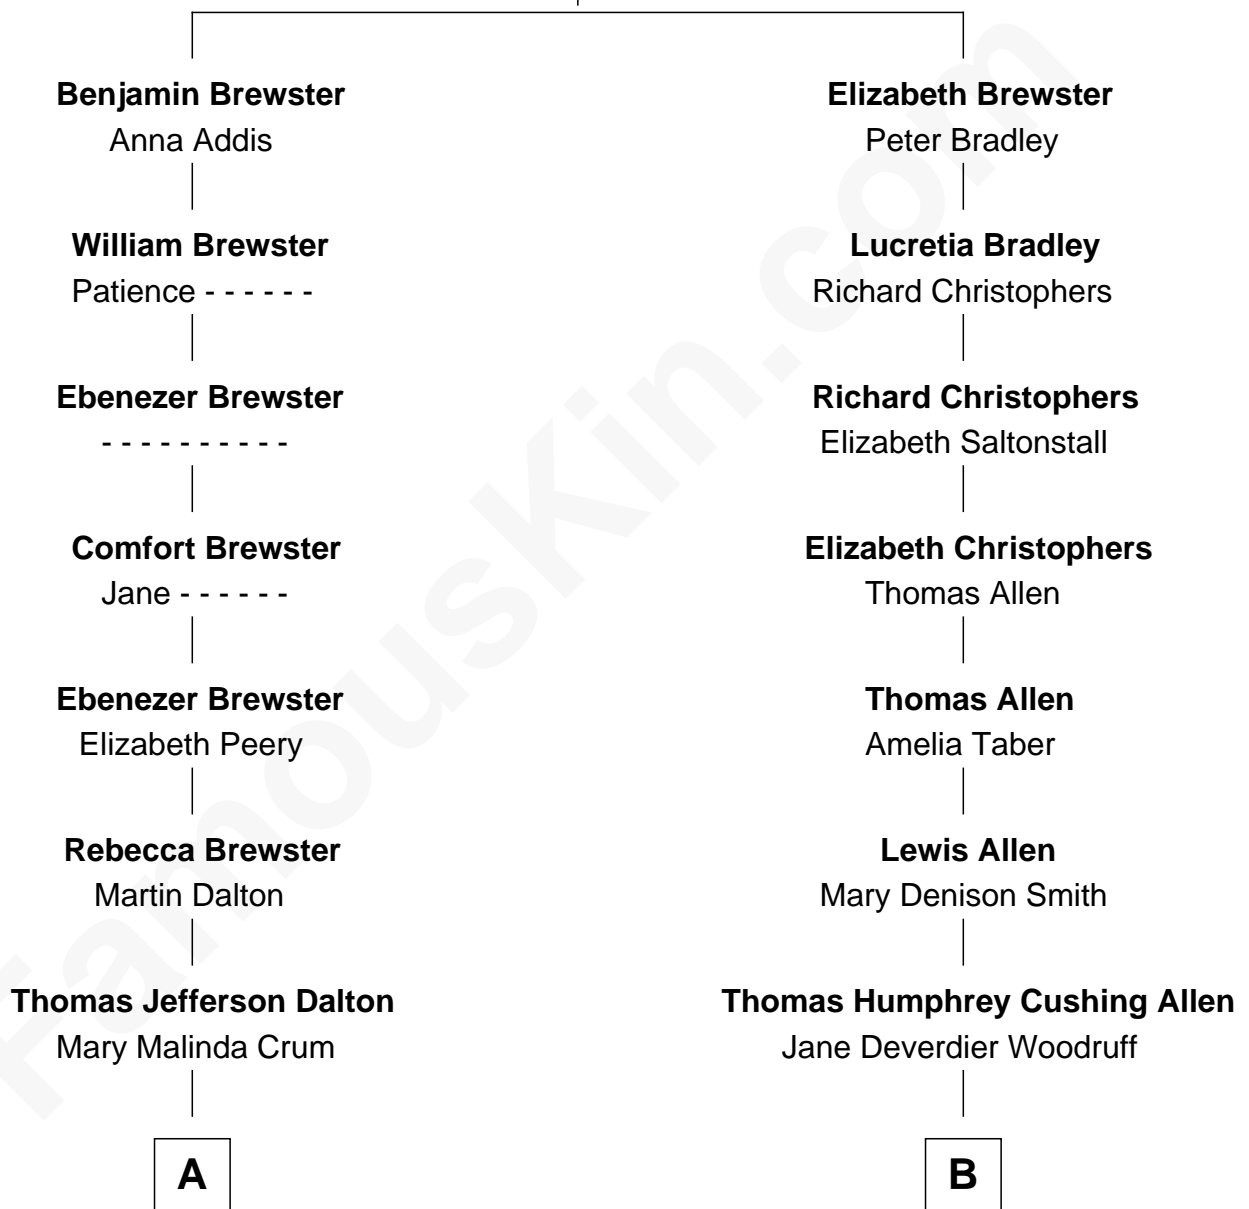 Benjamin Brewster
Anna Addis
William Brewster
Patience - - - - - -
Ebenezer Brewster
- - - - - - - - - -
Comfort Brewster
Jane - - - - - -
Ebenezer Brewster
Elizabeth Peery
Rebecca Brewster
Martin Dalton
Thomas Jefferson Dalton
Mary Malinda Crum
A
Elizabeth Brewster
Peter Bradley
Lucretia Bradley
Richard Christophers
Richard Christophers
Elizabeth Saltonstall
Elizabeth Christophers
Thomas Allen
Thomas Allen
Amelia Taber
Lewis Allen
Mary Denison Smith
Thomas Humphrey Cushing Allen
Jane Deverdier Woodruff
B
FamousKin.com